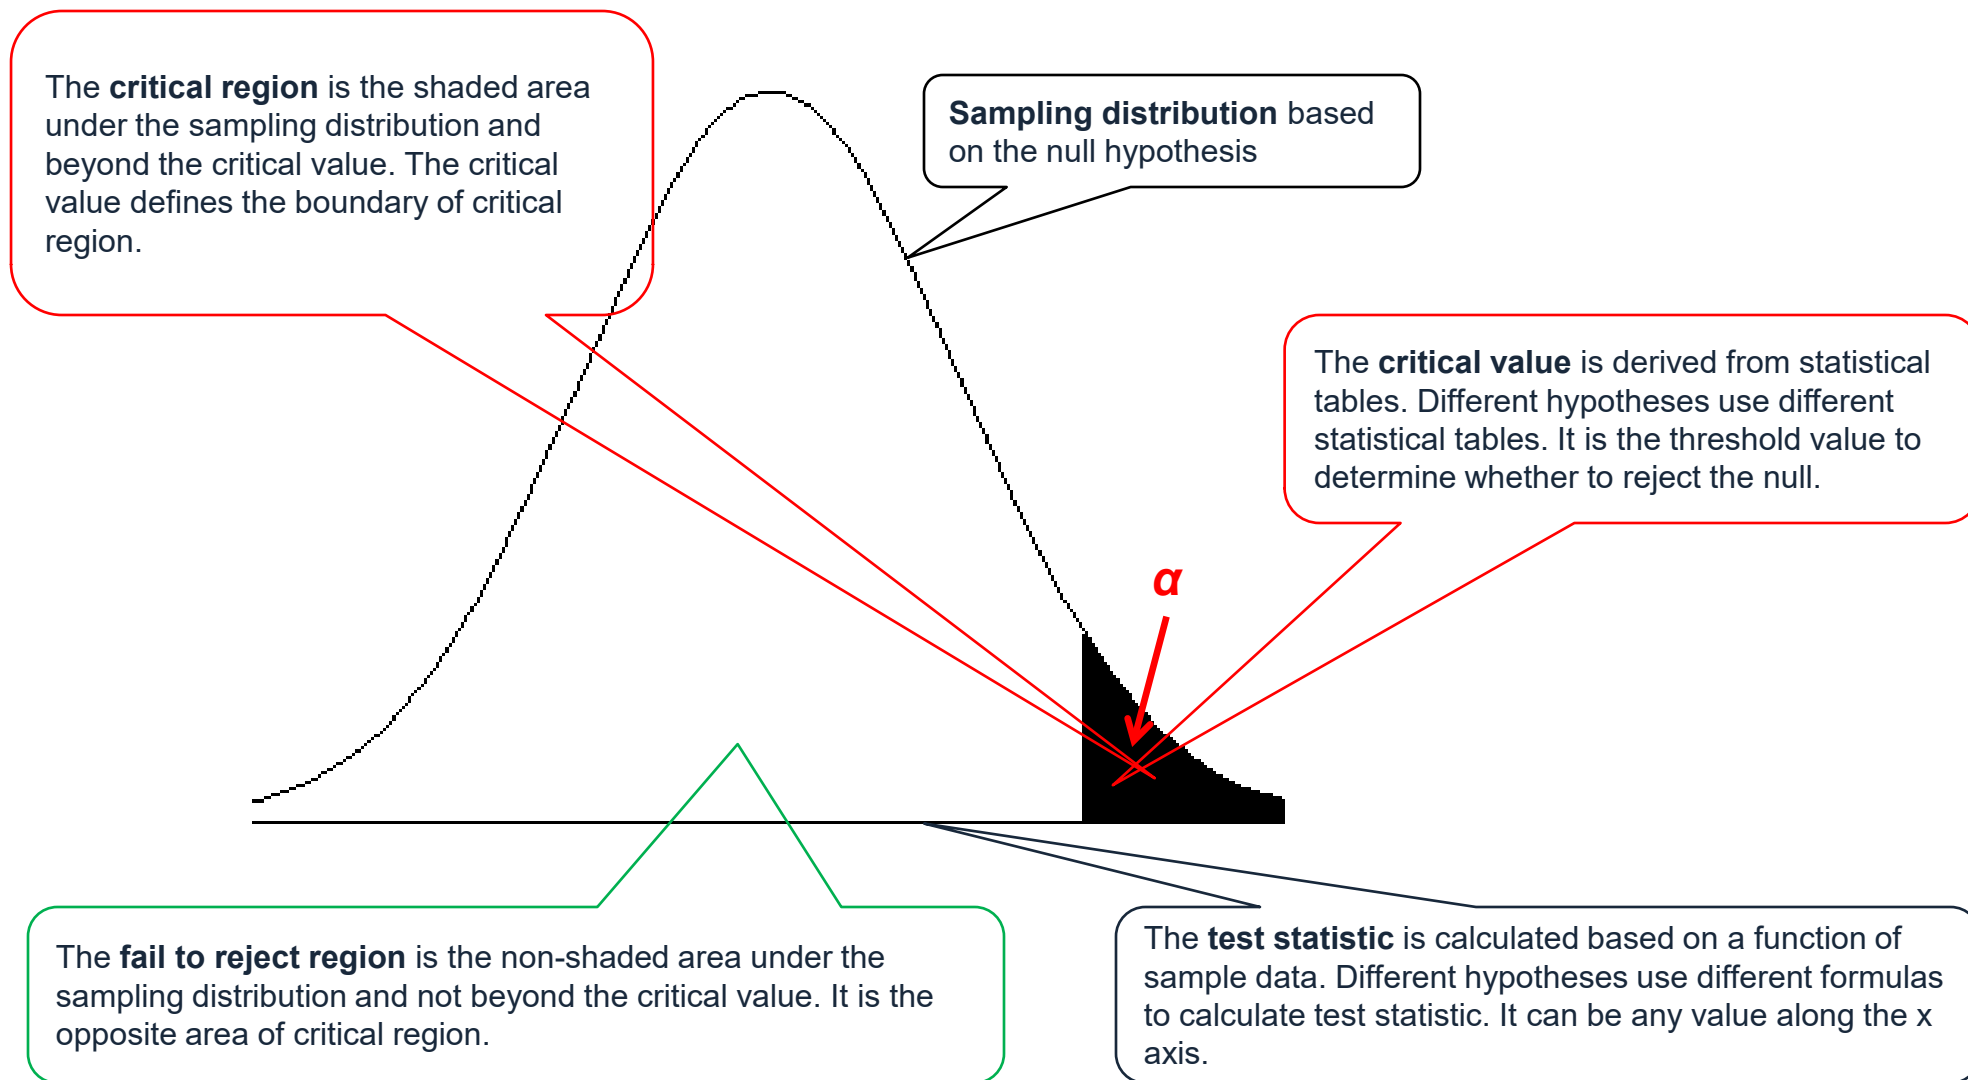 The critical region is the shaded area
under the sampling distribution and
beyond the critical value. The critical
value defines the boundary of critical
region.
Sampling distribution based
on the null hypothesis
The critical value is derived from statistical
tables. Different hypotheses use different
statistical tables. It is the threshold value to
determine whether to reject the null.
α
The fail to reject region is the non-shaded area under the
sampling distribution and not beyond the critical value. It is the
opposite area of critical region.
The test statistic is calculated based on a function of
sample data. Different hypotheses use different formulas
to calculate test statistic. It can be any value along the x
axis.